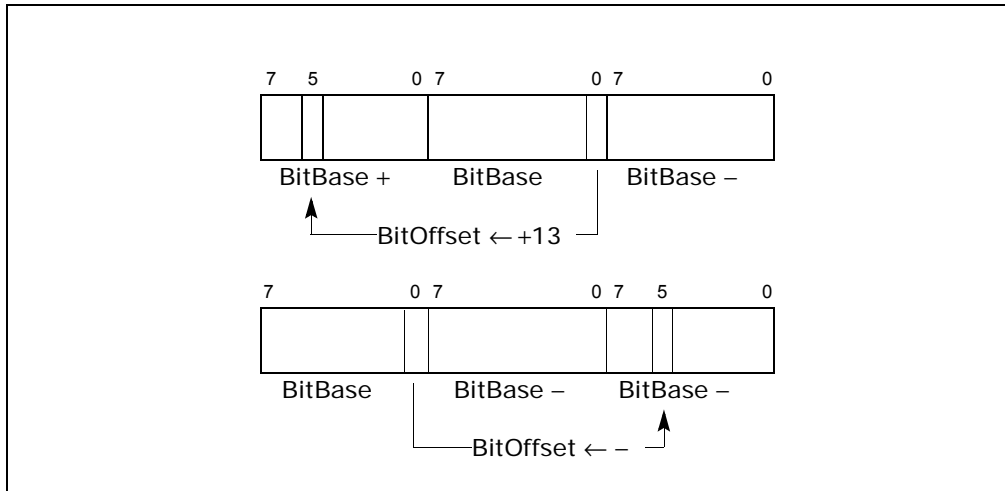 7 5 0 7 0 7 0
BitBase + BitBase BitBase –
BitOffset ← +13
7 0 7 0 7 5 0
BitBase BitBase – BitBase –
BitOffset ← –